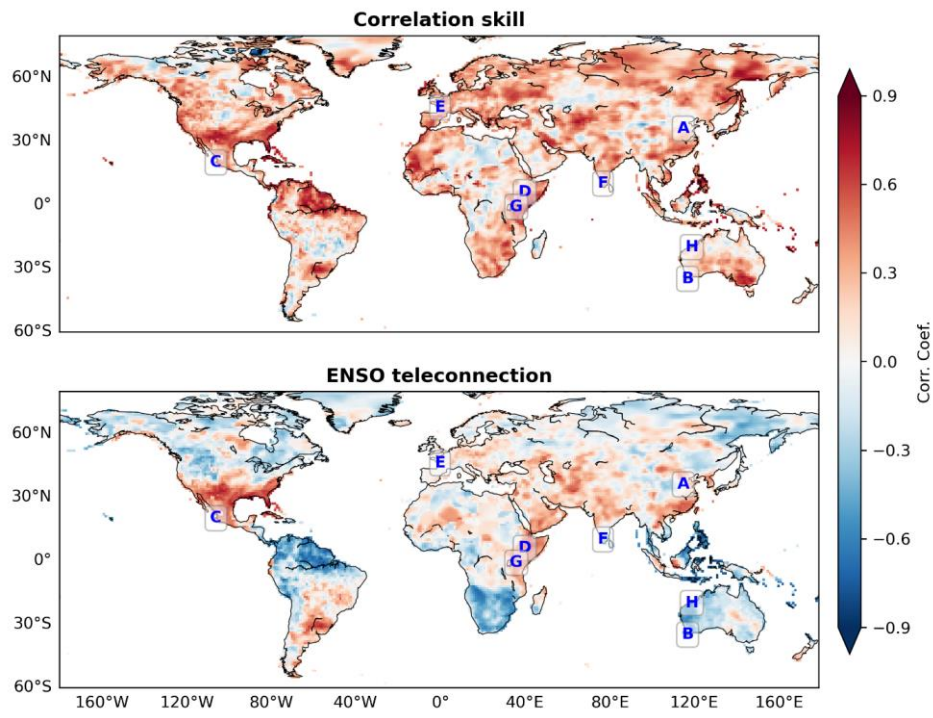 Correlation skill
60°N
30°N
0°
30°S
60°S
E
A
C
D
F
G
H
B
ENSO teleconnection
60°N
30°N
0°
30°S
60°S
E
A
C
D
F
G
H
B
160°W 120°W 80°W 40°W 0° 40°E 80°E 120°E 160°E
0.9
0.6
0.3
0.0
−0.3
−0.6
−0.9
Corr. Coef.